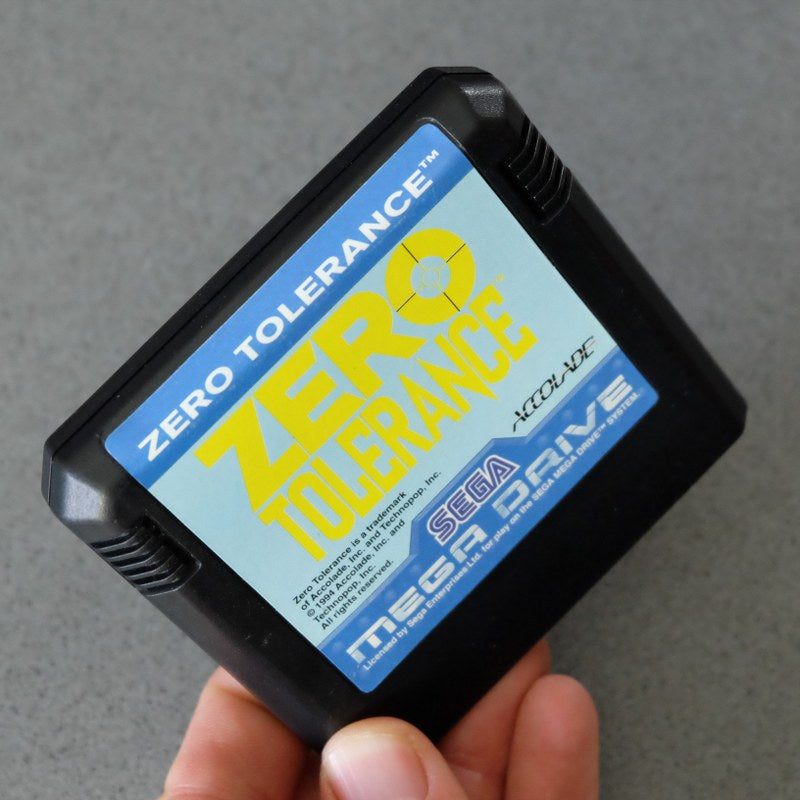 ZERO TOLERANCE™
ZERO
TOLERANCE™
ACCOLADE
Zero Tolerance is a trademark
of Accolade, Inc. and Technopop, Inc.
© 1994 Accolade, Inc. and
Technopop, Inc.
All rights reserved.
SEGA
MEGA DRIVE
Licensed by Sega Enterprises Ltd. for play on the SEGA MEGA DRIVE™ SYSTEM.